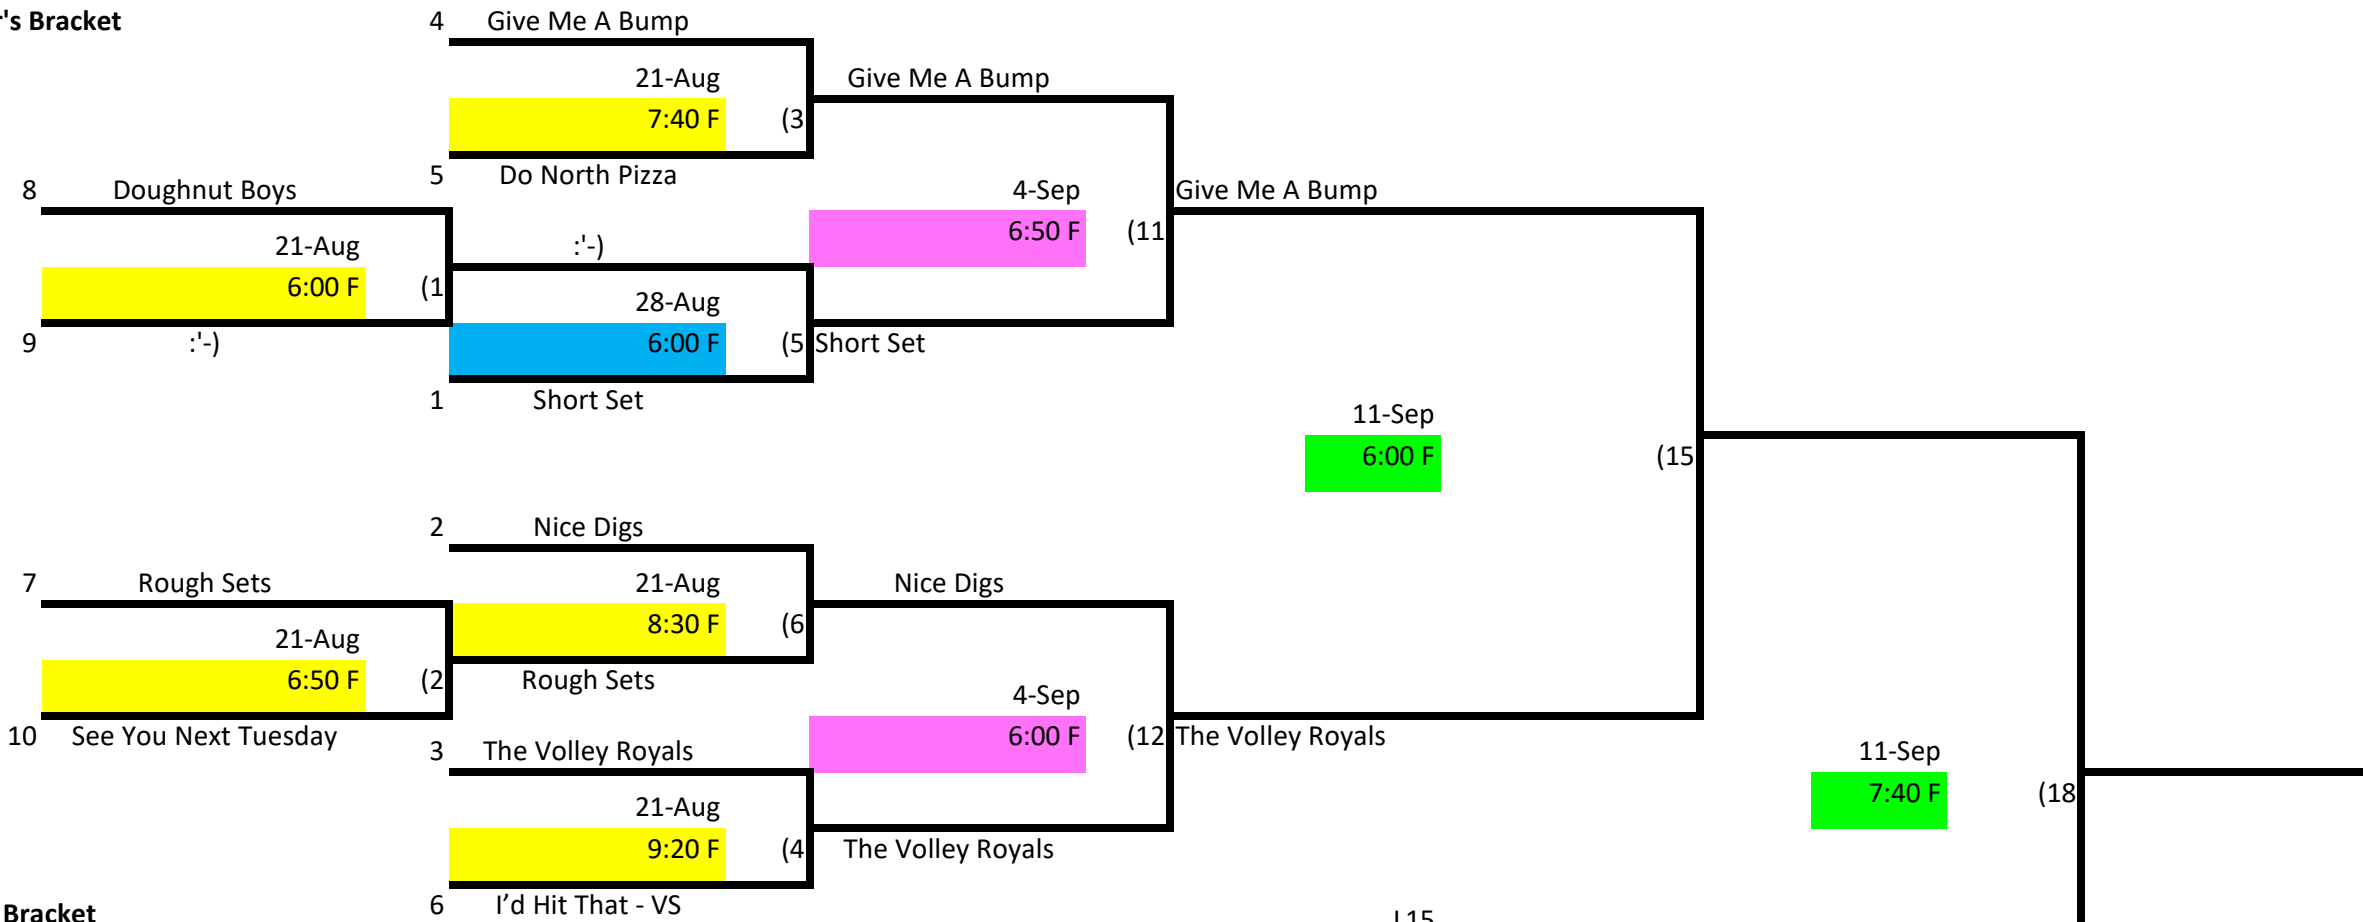 's Bracket
4 Give Me A Bump
21-Aug Give Me A Bump
7:40 F (3
5 Do North Pizza
8 Doughnut Boys 4-Sep Give Me A Bump
6:50 F (11
21-Aug :'-)
6:00 F (1
28-Aug
9 :'-) 6:00 F (5 Short Set
1 Short Set
11-Sep
6:00 F (15
2 Nice Digs
7 Rough Sets 21-Aug Nice Digs
8:30 F (6
21-Aug
6:50 F (2 Rough Sets
4-Sep
10 See You Next Tuesday 6:00 F (12 The Volley Royals
3 The Volley Royals 11-Sep
7:40 F (18
21-Aug
9:20 F (4 The Volley Royals
6 I’d Hit That - VS
Bracket
L15